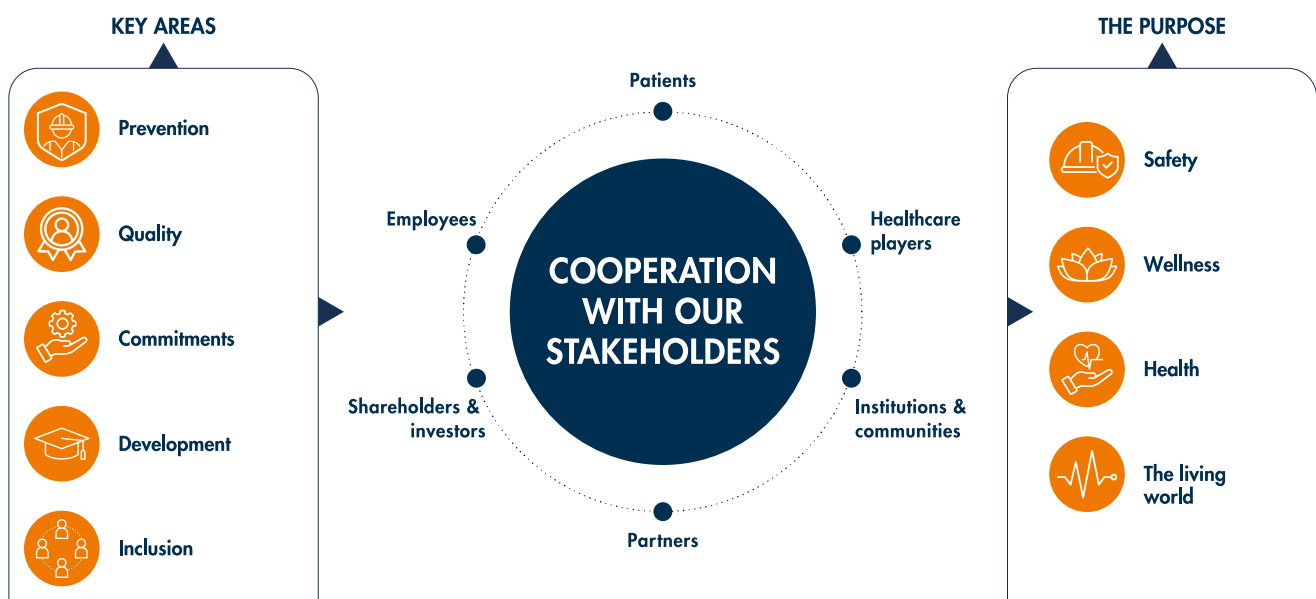 KEY AREAS
Prevention
Quality
Commitments
Development
Inclusion
Patients
Employees
Healthcare
players
COOPERATION
WITH OUR
STAKEHOLDERS
Shareholders &
investors
Institutions &
communities
Partners
THE PURPOSE
Safety
Wellness
Health
The living
world